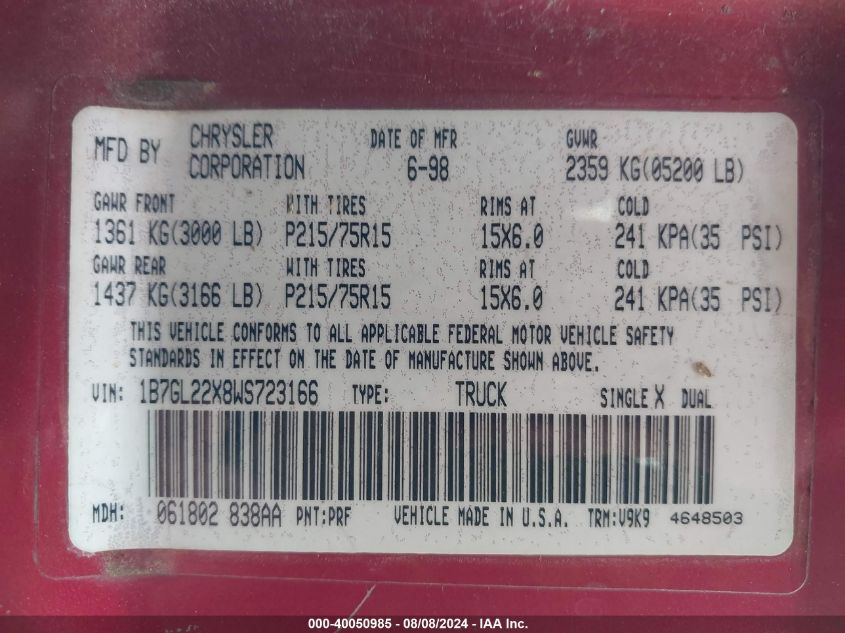 MFD BY CHRYSLER CORPORATION DATE OF MFR 6-98 GVWR 2359 KG(05200 LB)
GAWR FRONT WITH TIRES RIMS AT COLD
1361 KG(3000 LB) P215/75R15 15X6.0 241 KPA(35 PSI)
GAWR REAR WITH TIRES RIMS AT COLD
1437 KG(3166 LB) P215/75R15 15X6.0 241 KPA(35 PSI)
THIS VEHICLE CONFORMS TO ALL APPLICABLE FEDERAL MOTOR VEHICLE SAFETY
STANDARDS IN EFFECT ON THE DATE OF MANUFACTURE SHOWN ABOVE.
VIN: 1B7GL22X8WS723166 TYPE: TRUCK SINGLE X DUAL
MDH: 061802 838AA PNT:PRF VEHICLE MADE IN U.S.A. TRM:V9K9 4648503
000-40050985 - 08/08/2024 - IAA Inc.